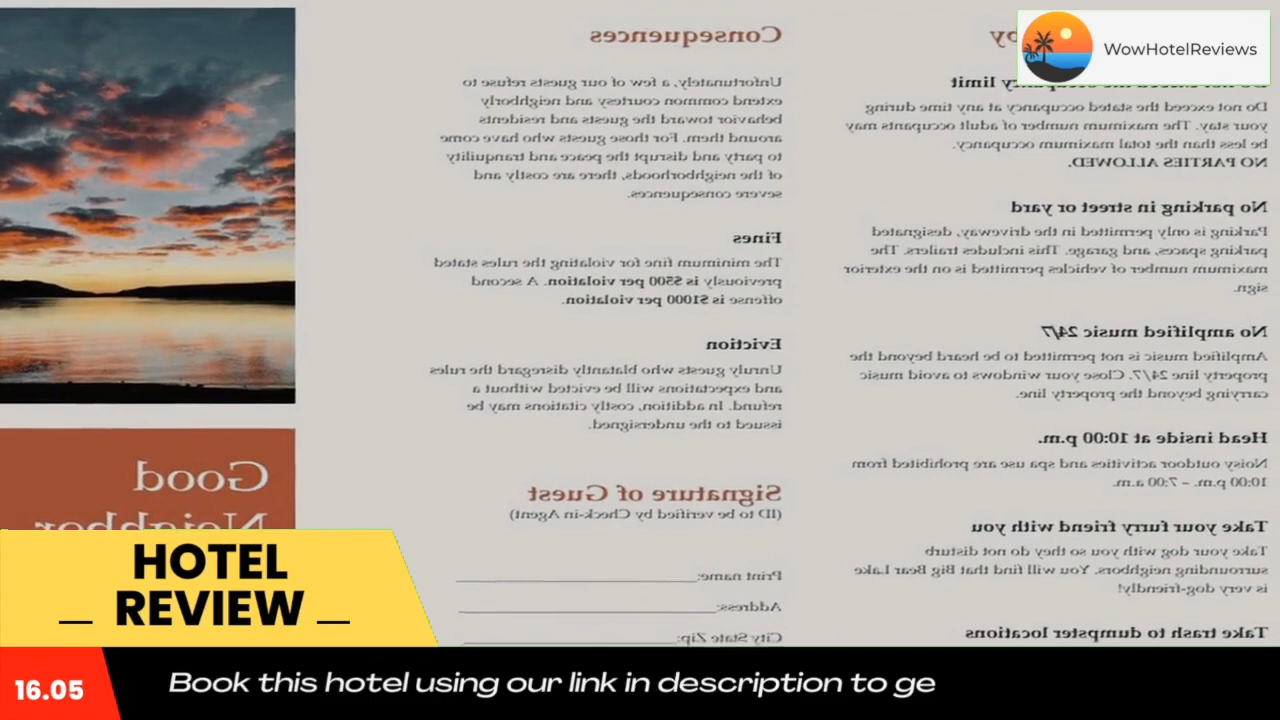 WowHotelReviews
by
Do not exceed the occupancy limit
Do not exceed the stated occupancy at any time during
your stay. The maximum number of adult occupants may
be less than the total maximum occupancy.
NO PARTIES ALLOWED.
No parking in street or yard
Parking is only permitted in the driveway, designated
parking spaces, and garage. This includes trailers. The
maximum number of vehicles permitted is on the exterior
sign.
No amplified music 24/7
Amplified music is not permitted to be heard beyond the
property line 24/7. Close your windows to avoid music
carrying beyond the property line.
Head inside at 10:00 p.m.
Noisy outdoor activities and spa use are prohibited from
10:00 p.m. – 7:00 a.m.
Take your furry friend with you
Take your dog with you so they do not disturb
surrounding neighbors. You will find that Big Bear Lake
is very dog-friendly!
Take trash to dumpster locations
Consequences
Unfortunately, a few of our guests refuse to
extend common courtesy and neighborly
behavior toward the guests and residents
around them. For those guests who have come
to party and disrupt the peace and tranquility
of the neighborhoods, there are costly and
severe consequences.
Fines
The minimum fine for violating the rules stated
previously is $500 per violation. A second
offense is $1000 per violation.
Eviction
Unruly guests who blatantly disregard the rules
and expectations will be evicted without a
refund. In addition, costly citations may be
issued to the undersigned.
Signature of Guest
(ID to be verified by Check-in Agent)
Print name:
Address:
City State Zip:
Good
Neighbor
HOTEL
REVIEW
16.05
Book this hotel using our link in description to ge